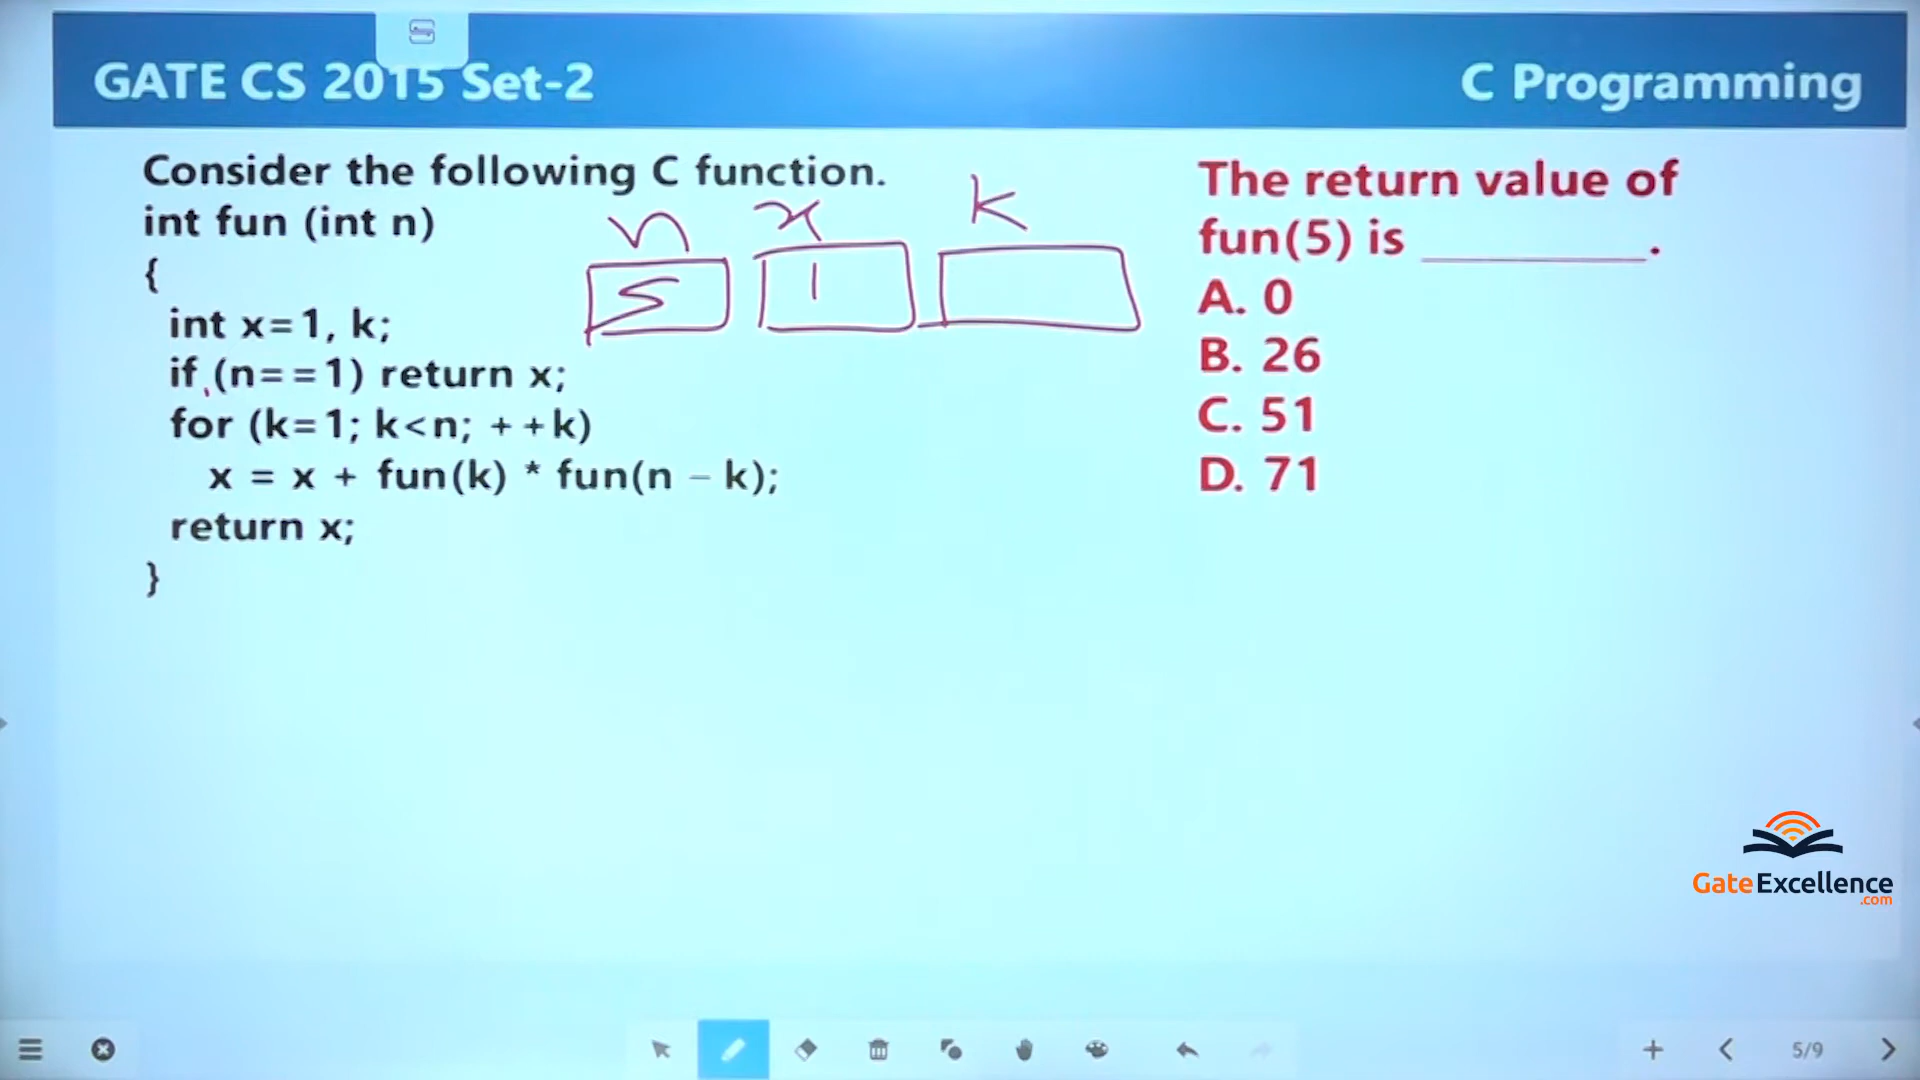 GATE CS 2015 Set-2
C Programming
Consider the following C function.
int fun (int n)
{
int x=1, k;
if (n==1) return x;
for (k=1; k<n; ++k)
x = x + fun(k) * fun(n – k);
return x;
}
n x k
5 1
The return value of
fun(5) is ________.
A. 0
B. 26
C. 51
D. 71
GateExcellence
.com
5/9